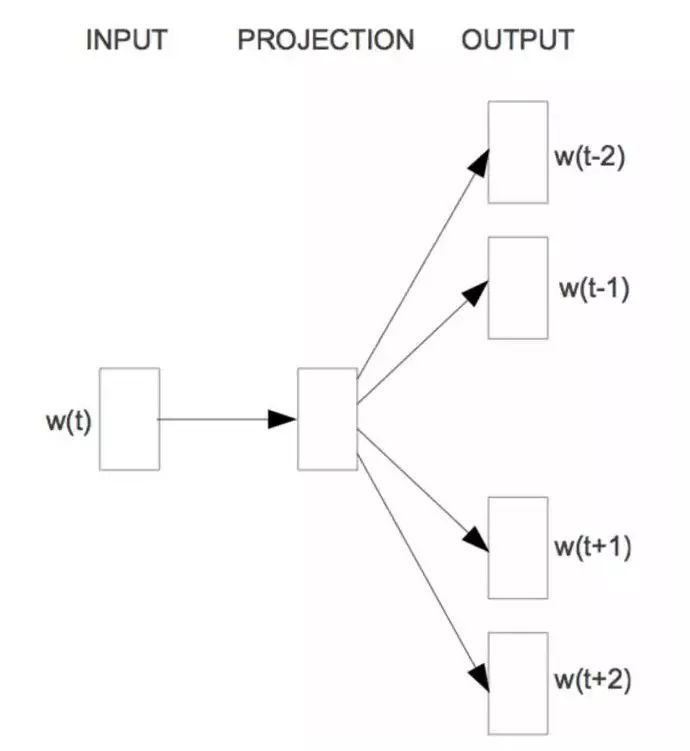 INPUT PROJECTION OUTPUT
w(t-2)
w(t-1)
w(t)
w(t+1)
w(t+2)